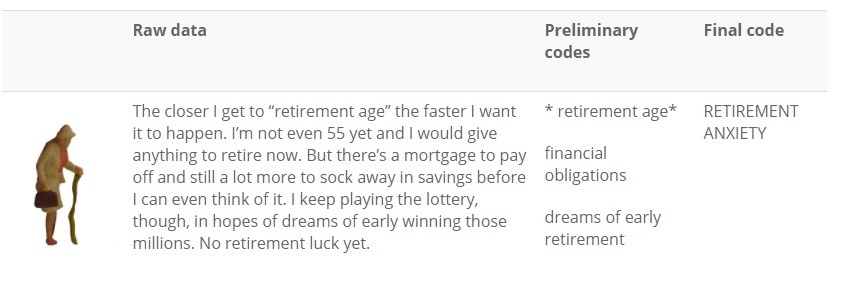 Raw data
Preliminary codes
Final code
The closer I get to “retirement age” the faster I want
it to happen. I’m not even 55 yet and I would give
anything to retire now. But there’s a mortgage to pay
off and still a lot more to sock away in savings before
I can even think of it. I keep playing the lottery,
though, in hopes of dreams of early winning those
millions. No retirement luck yet.
* retirement age*
financial
obligations
dreams of early
retirement
RETIREMENT
ANXIETY